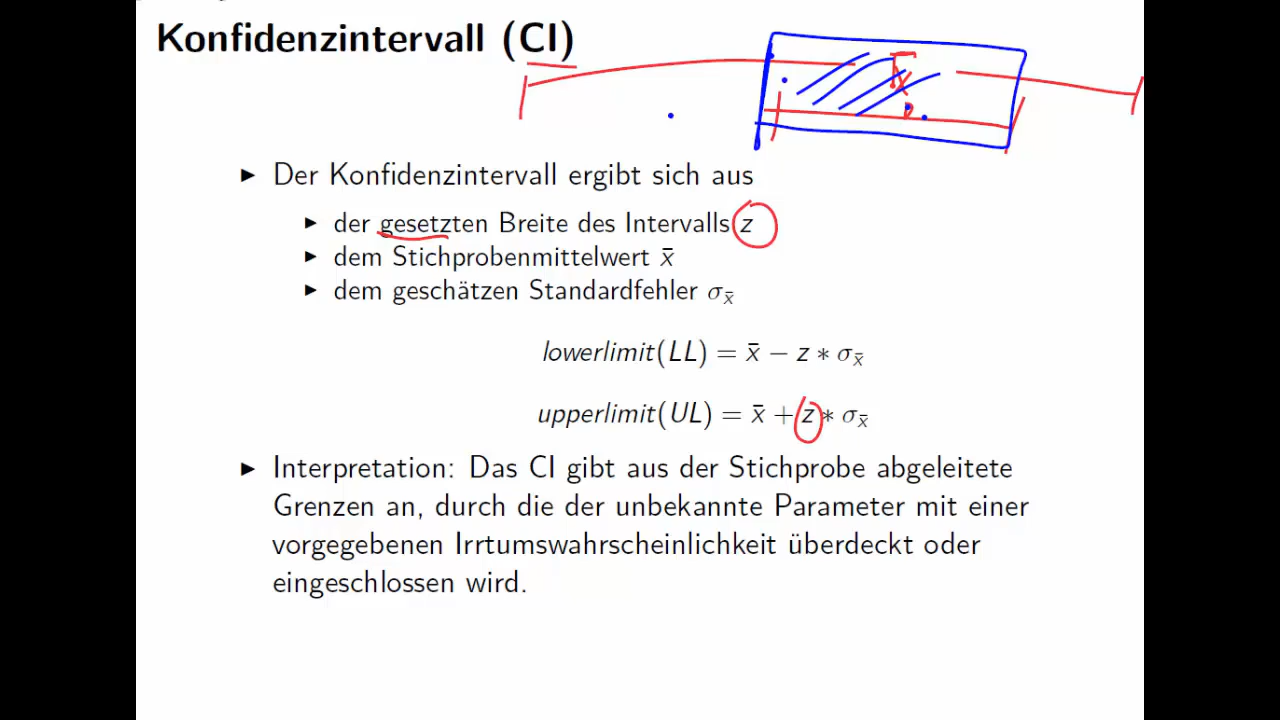 Konfidenzintervall (CI)
x̄
▶ Der Konfidenzintervall ergibt sich aus
▶ der gesetzten Breite des Intervalls z
▶ dem Stichprobenmittelwert x̄
▶ dem geschätzen Standardfehler σx̄
lowerlimit(LL) = x̄ − z ∗ σx̄
upperlimit(UL) = x̄ + z ∗ σx̄
▶ Interpretation: Das CI gibt aus der Stichprobe abgeleitete
Grenzen an, durch die der unbekannte Parameter mit einer
vorgegebenen Irrtumswahrscheinlichkeit überdeckt oder
eingeschlossen wird.